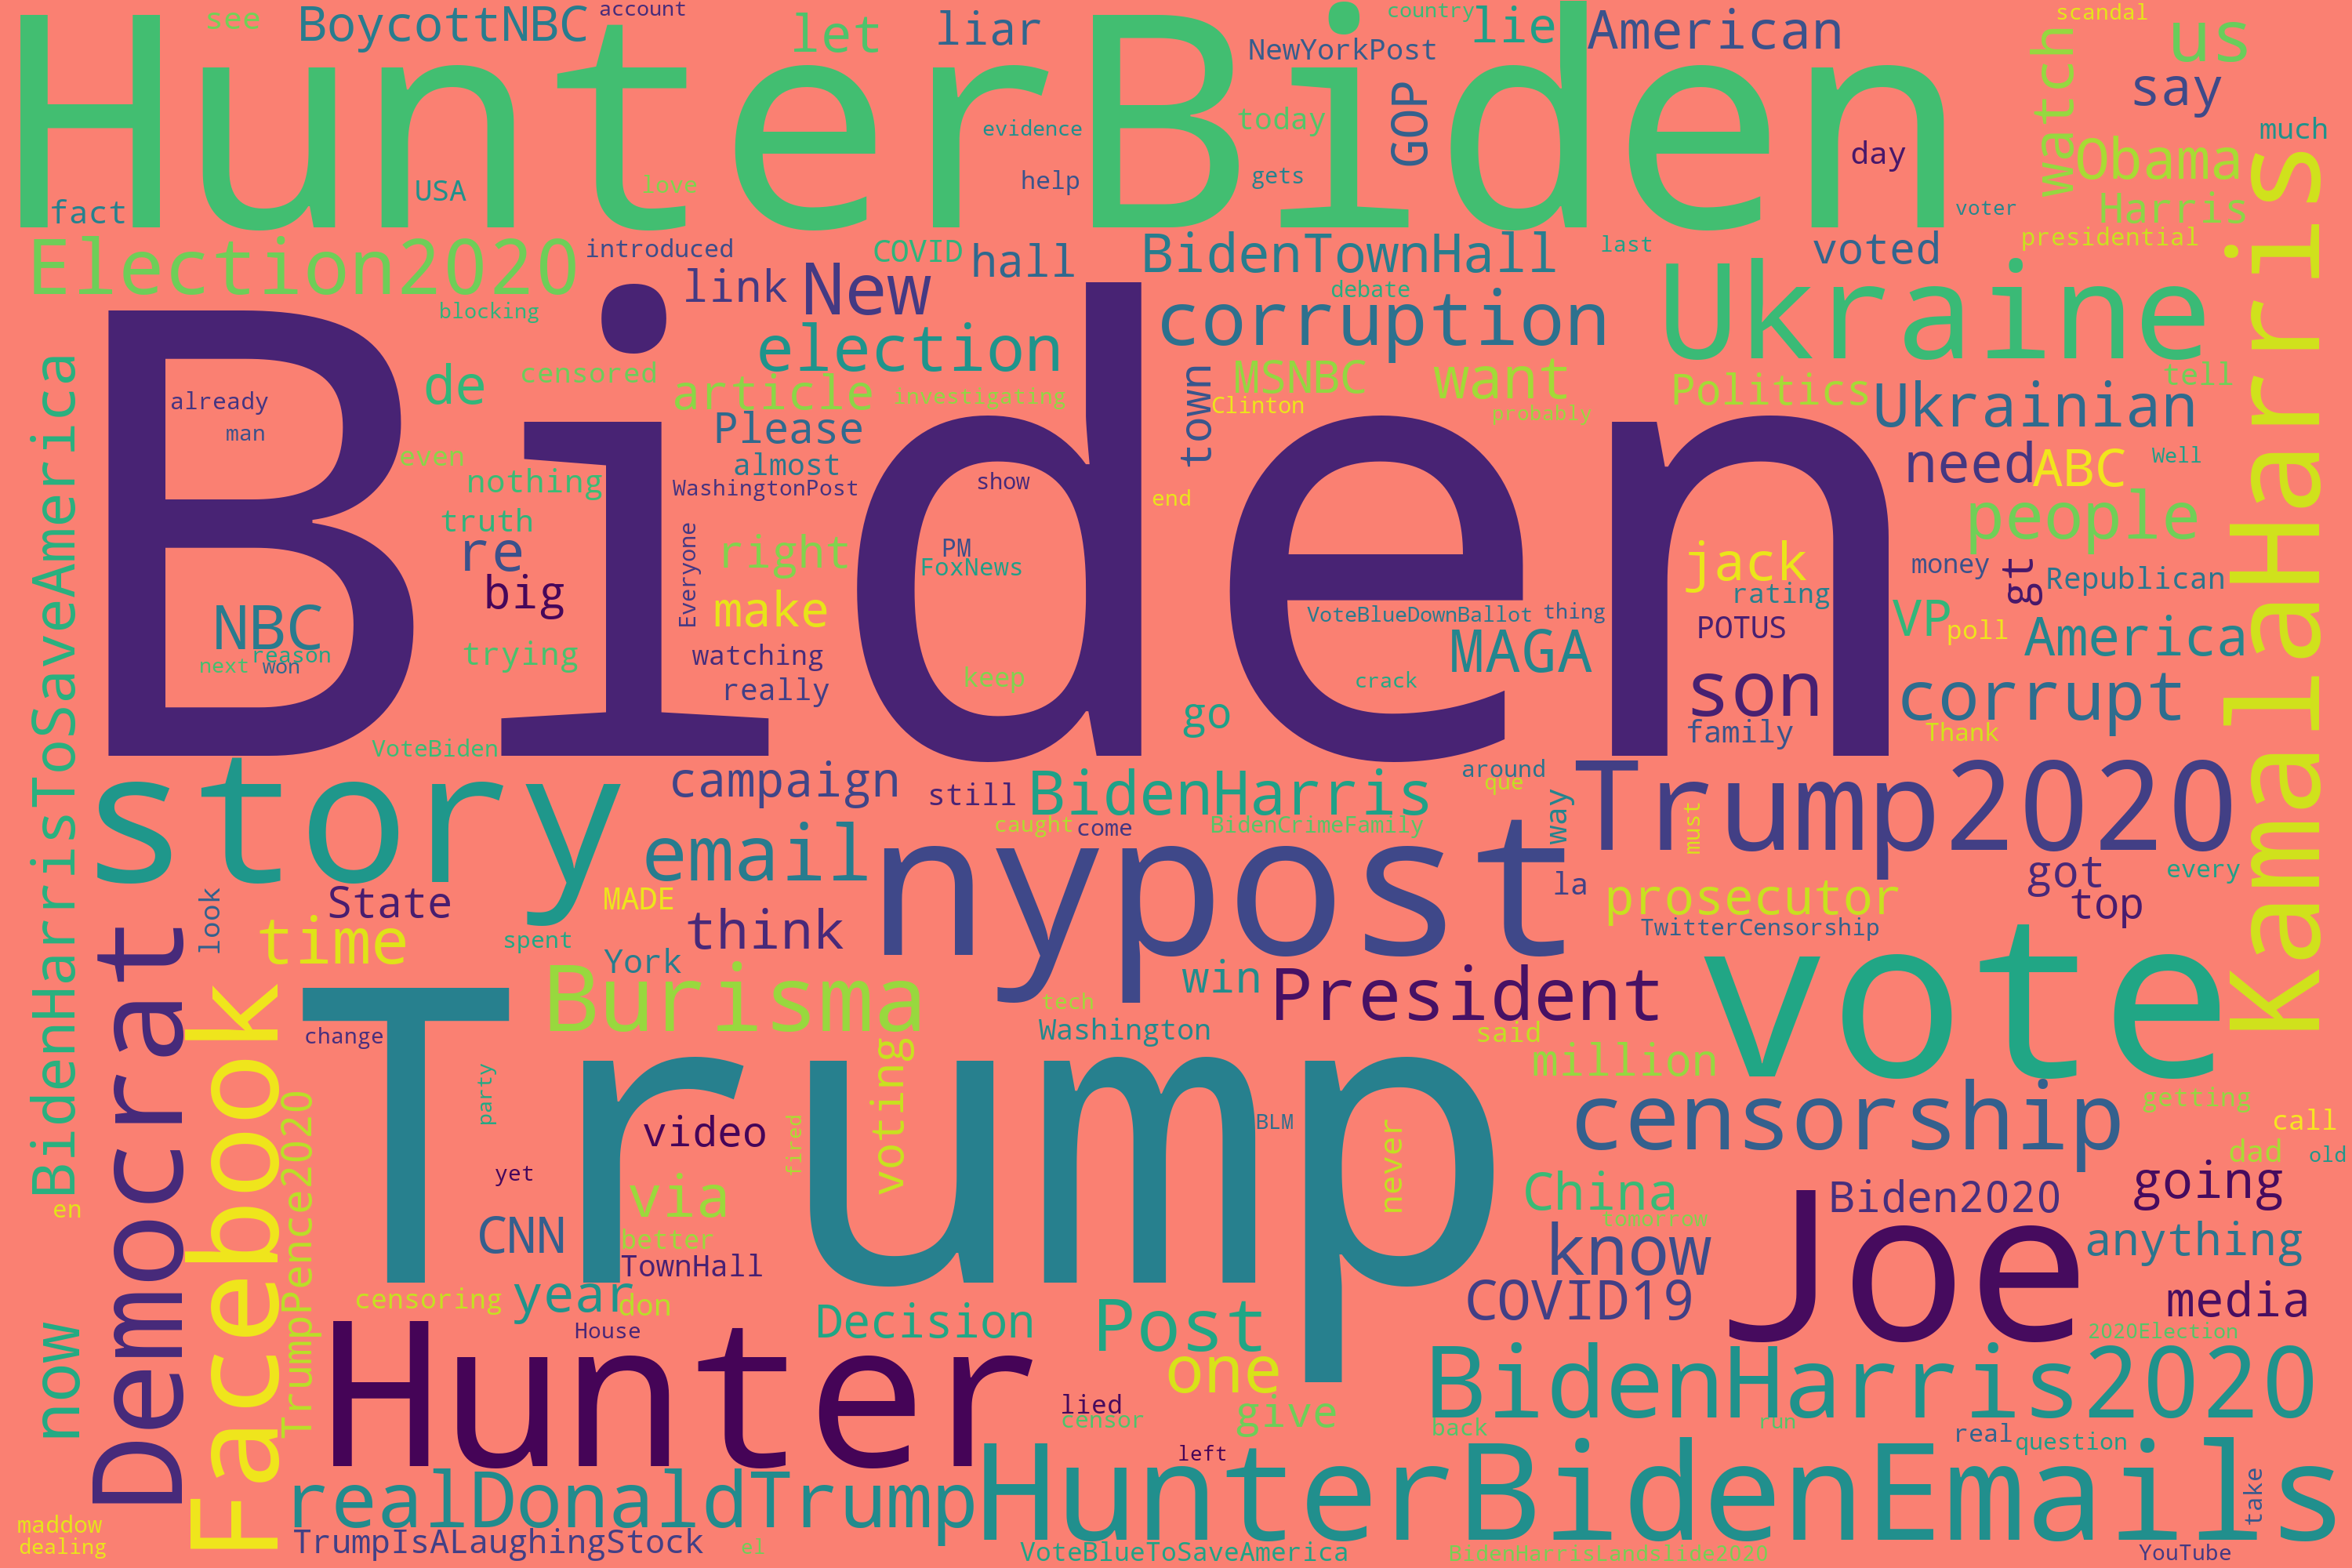 see
BoycottNBC
account
let
liar
country
NewYorkPost
lie
American
scandal
us
HunterBiden
say
watch
GOP
evidence
today
much
day
Obama
fact
USA
love
help
gets
Harris
voter
presidential
KamalaHarris
Election2020
introduced
COVID
hall
BidenTownHall
last
voted
link
New
debate
Ukraine
blocking
election
corruption
Biden
BidenHarrisToSaveAmerica
de
censored
article
investigating
MSNBC
want
Politics
tell
already
man
Please
Clinton
probably
Ukrainian
town
even
nothing
almost
WashingtonPost
show
end
need
ABC
Well
truth
re
Everyone
right
PM
FoxNews
people
jack
rating
money
gt
Republican
big
make
VoteBlueDownBallot
thing
POTUS
VP
poll
America
NBC
reason
next
won
trying
watching
really
keep
MAGA
crack
son
family
corrupt
Thank
go
VoteBiden
story
campaign
still
BidenHarris
around
que
Trump2020
caught
come
BidenCrimeFamily
way
must
email
nypost
la
got
every
top
prosecutor
TwitterCensorship
look
State
MADE
think
time
spent
York
Democrat
Facebook
Burisma
win
President
vote
tech
Washington
said
million
change
Trump
voting
party
TrumpPence2020
video
fired
BLM
never
censorship
getting
call
dad
old
yet
via
China
Joe
Biden2020
going
en
CNN
better
TownHall
tomorrow
know
anything
censoring
year
don
COVID19
media
now
House
Decision
Post
2020Election
Hunter
one
BidenHarris2020
lied
censor
give
back
run
left
real
question
realDonaldTrump
HunterBidenEmails
take
maddow
dealing
TrumpIsALaughingStock
el
VoteBlueToSaveAmerica
BidenHarrisLandslide2020
YouTube